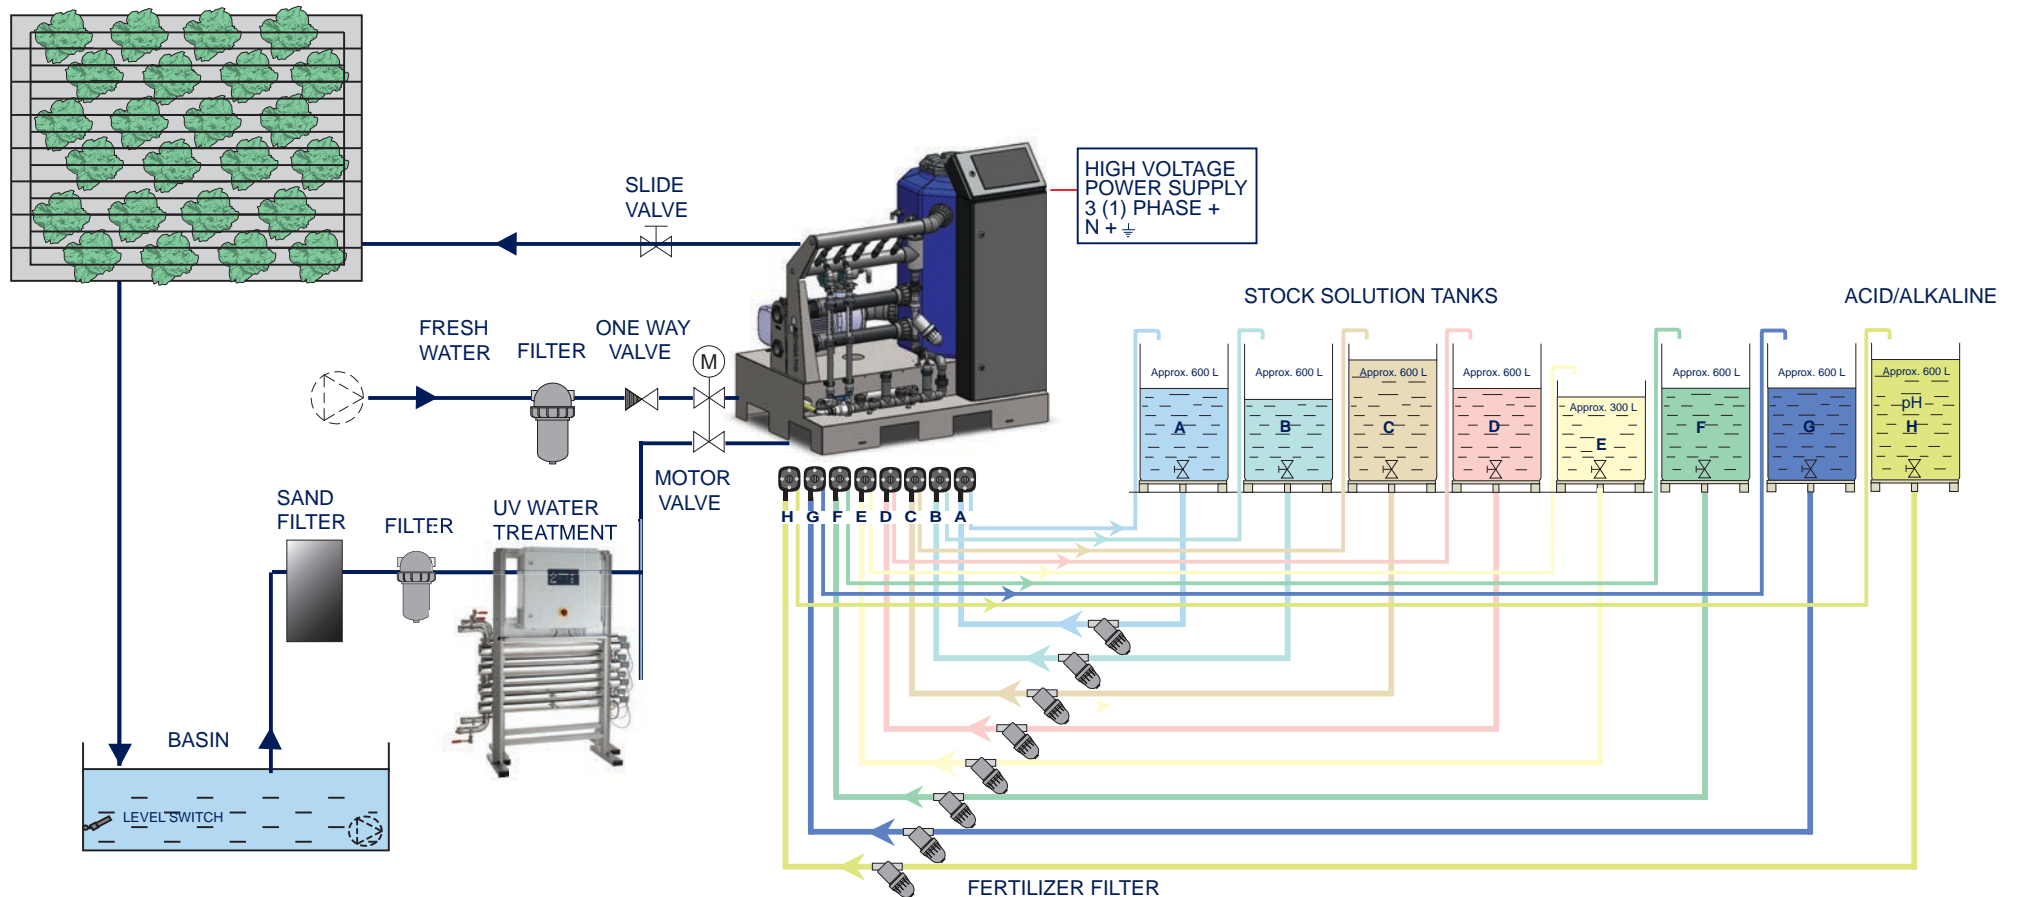 SLIDE
VALVE
HIGH VOLTAGE
POWER SUPPLY
3 (1) PHASE +
N +
STOCK SOLUTION TANKS
ACID/ALKALINE
FRESH
WATER
FILTER
ONE WAY
VALVE
M
Approx. 600 L
A
Approx. 600 L
B
Approx. 600 L
C
Approx. 600 L
D
Approx. 300 L
E
Approx. 600 L
F
Approx. 600 L
G
Approx. 600 L
pH
H
MOTOR
VALVE
SAND
FILTER
FILTER
UV WATER
TREATMENT
H G F E D C B A
BASIN
LEVEL SWITCH
FERTILIZER FILTER